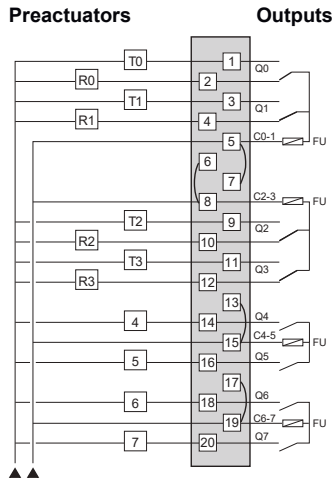 Preactuators Outputs
T0 1 Q0
R0 2
T1 3 Q1
R1 4
5 C0-1 FU
6
7
8 C2-3 FU
T2 9 Q2
R2 10
T3 11 Q3
R3 12
13
4 14 Q4
15 C4-5 FU
5 16 Q5
17
6 18 Q6
19 C6-7 FU
7 20 Q7